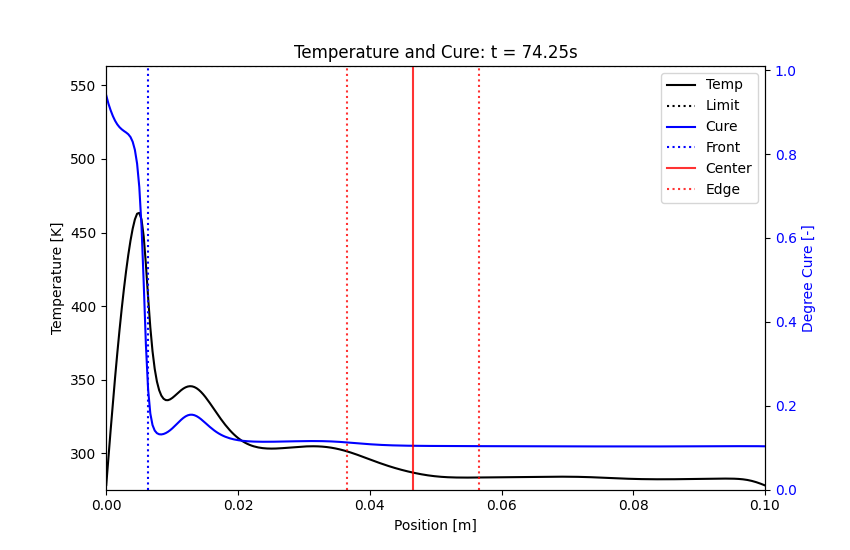 Temperature and Cure: t = 74.25s
Temperature [K]
550
500
450
400
350
300
0.00
0.02
0.04
0.06
0.08
0.10
Position [m]
1.0
0.8
0.6
0.4
0.2
0.0
Degree Cure [-]
Temp
Limit
Cure
Front
Center
Edge